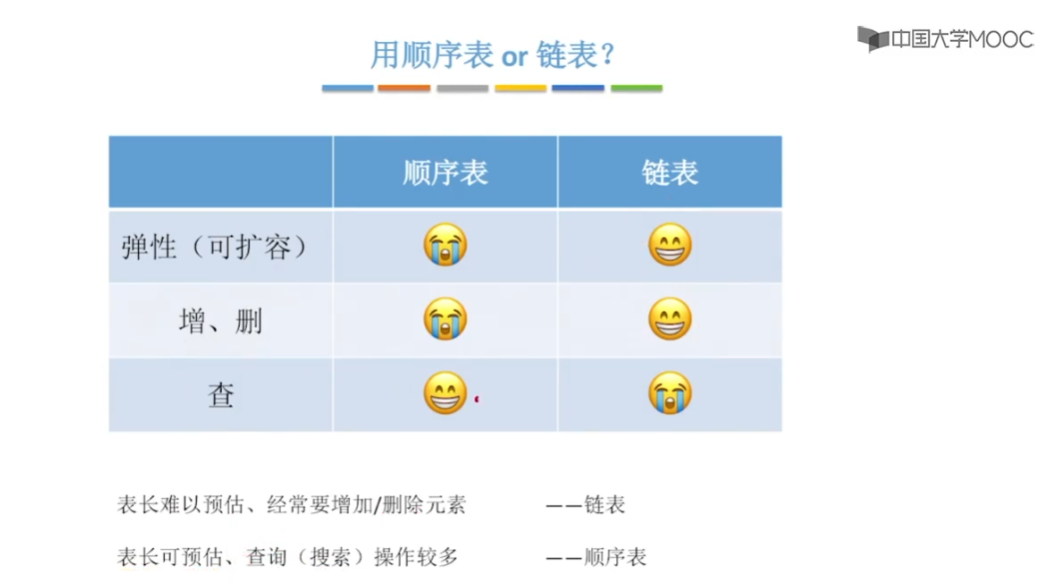 中国大学MOOC
用顺序表 or 链表？
顺序表 链表
弹性（可扩容） 😭 😁
增、删 😭 😁
查 😁 😭
表长难以预估、经常要增加/删除元素 ——链表
表长可预估、查询（搜索）操作较多 ——顺序表